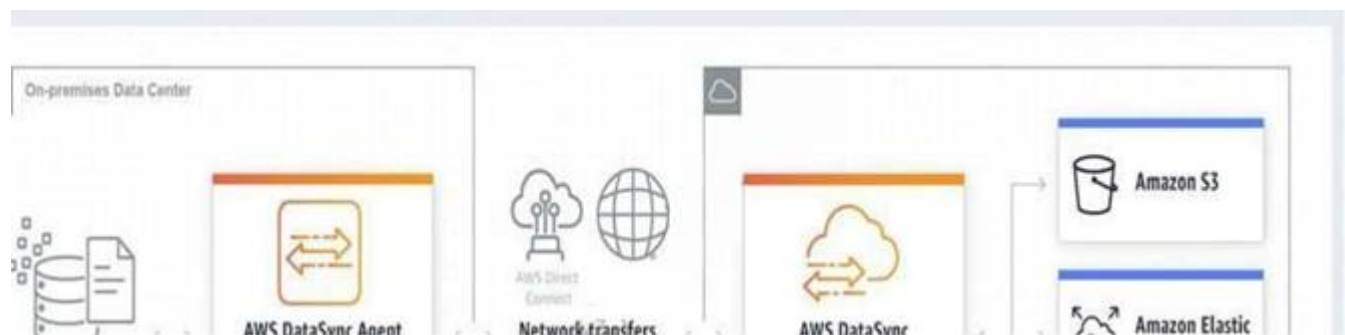 On-premises Data Center
Amazon S3
AWS Direct
Connect
AWS DataSync Agent
Network transfers
AWS DataSync
Amazon Elastic